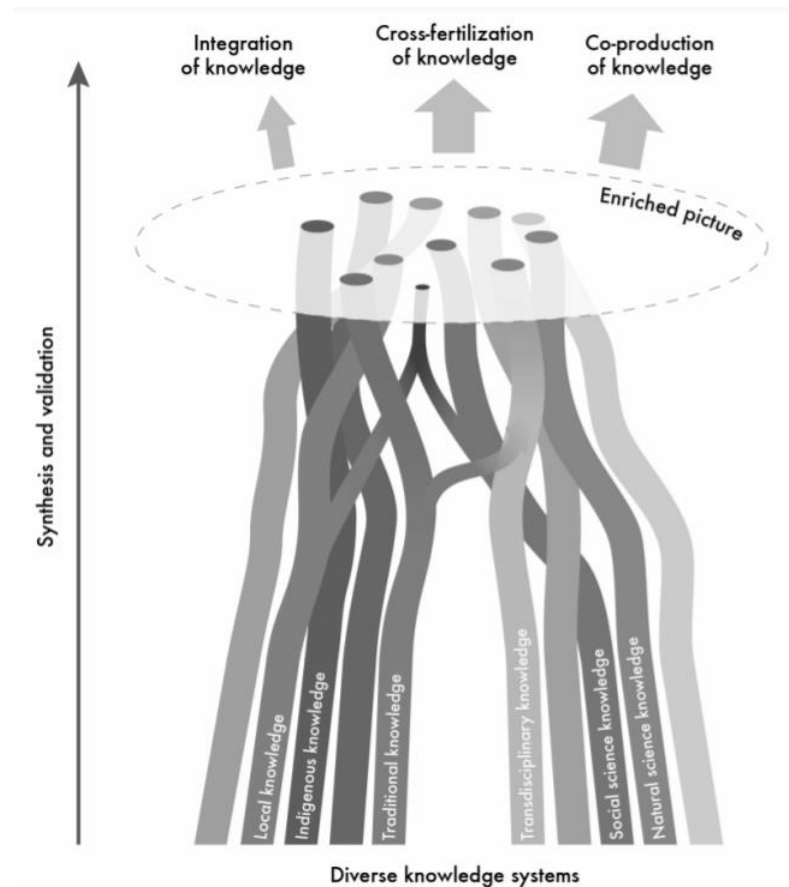 Integration
of knowledge
Cross-fertilization
of knowledge
Co-production
of knowledge
Enriched picture
Synthesis and validation
Local knowledge
Indigenous knowledge
Traditional knowledge
Transdisciplinary knowledge
Social science knowledge
Natural science knowledge
Diverse knowledge systems